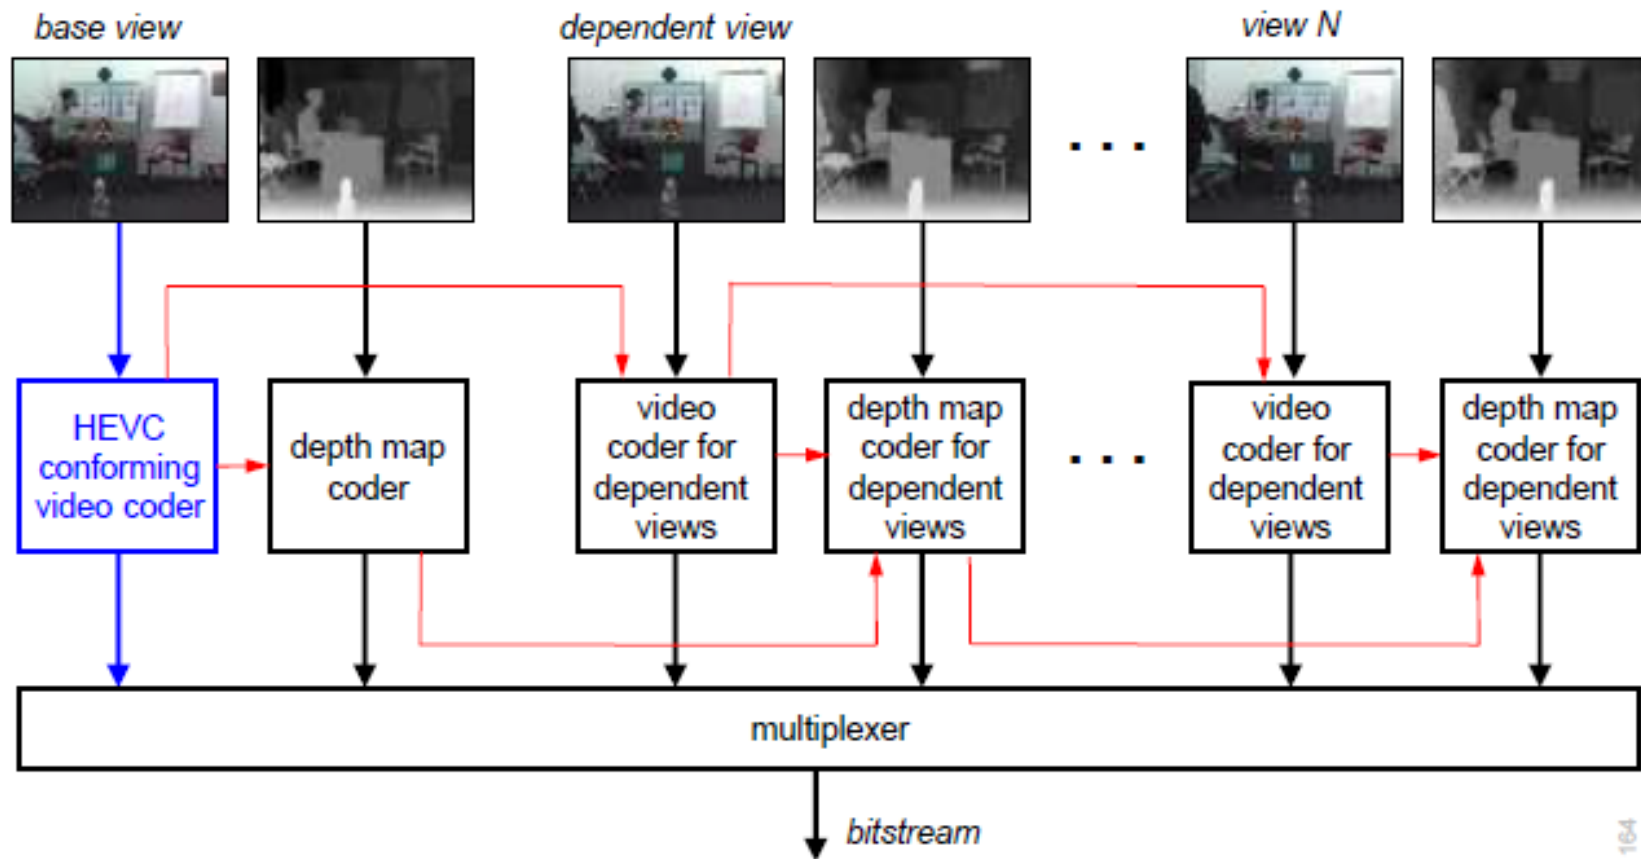 base view
dependent view
view N
. . .
HEVC
conforming
video coder
depth map
coder
video
coder for
dependent
views
depth map
coder for
dependent
views
. . .
video
coder for
dependent
views
depth map
coder for
dependent
views
multiplexer
bitstream
164